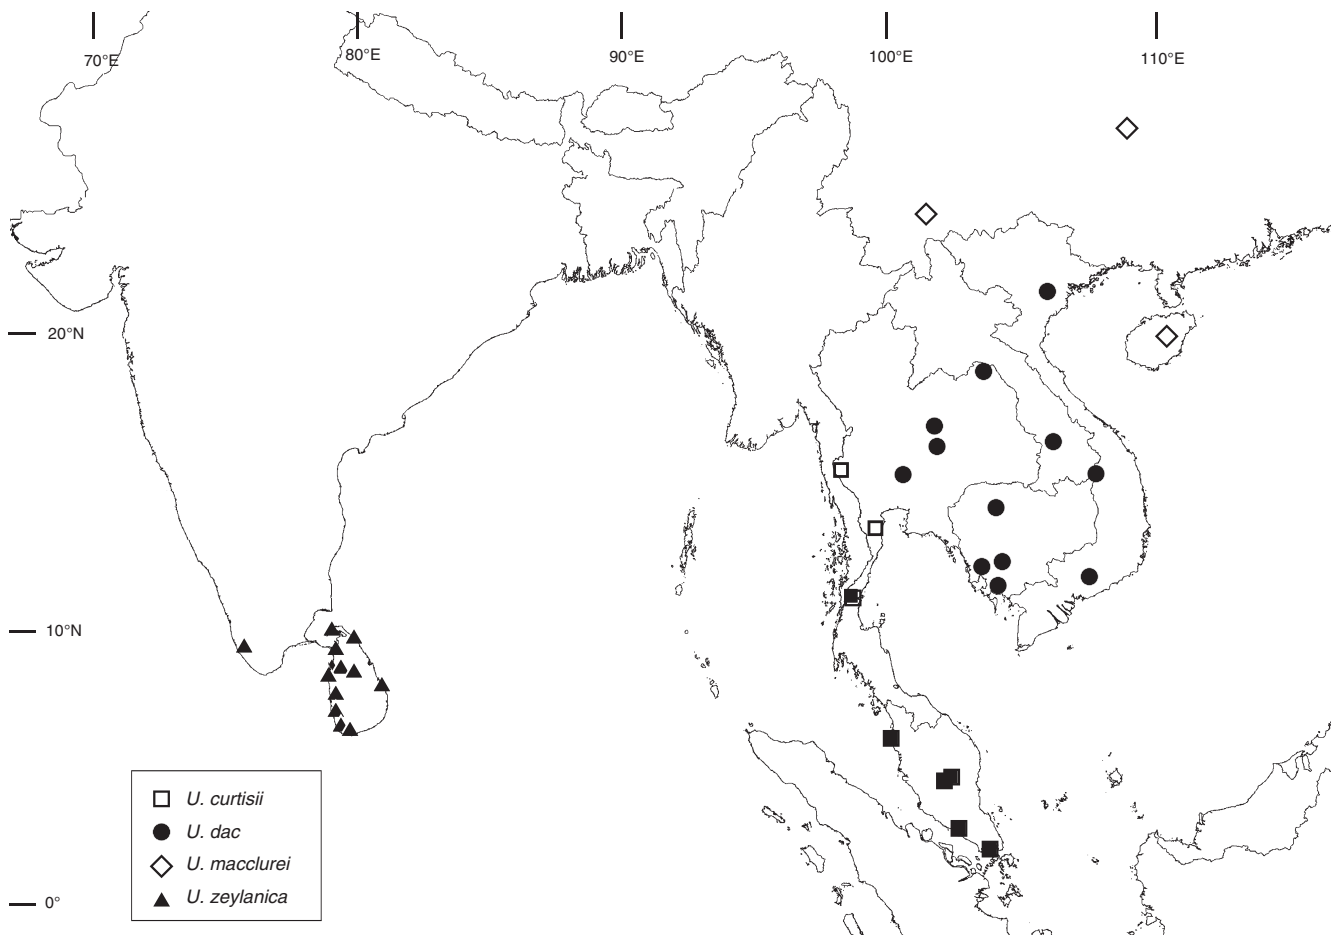 70°E
80°E
90°E
100°E
110°E
20°N
10°N
0°
U. curtisii
U. dac
U. macclurei
U. zeylanica